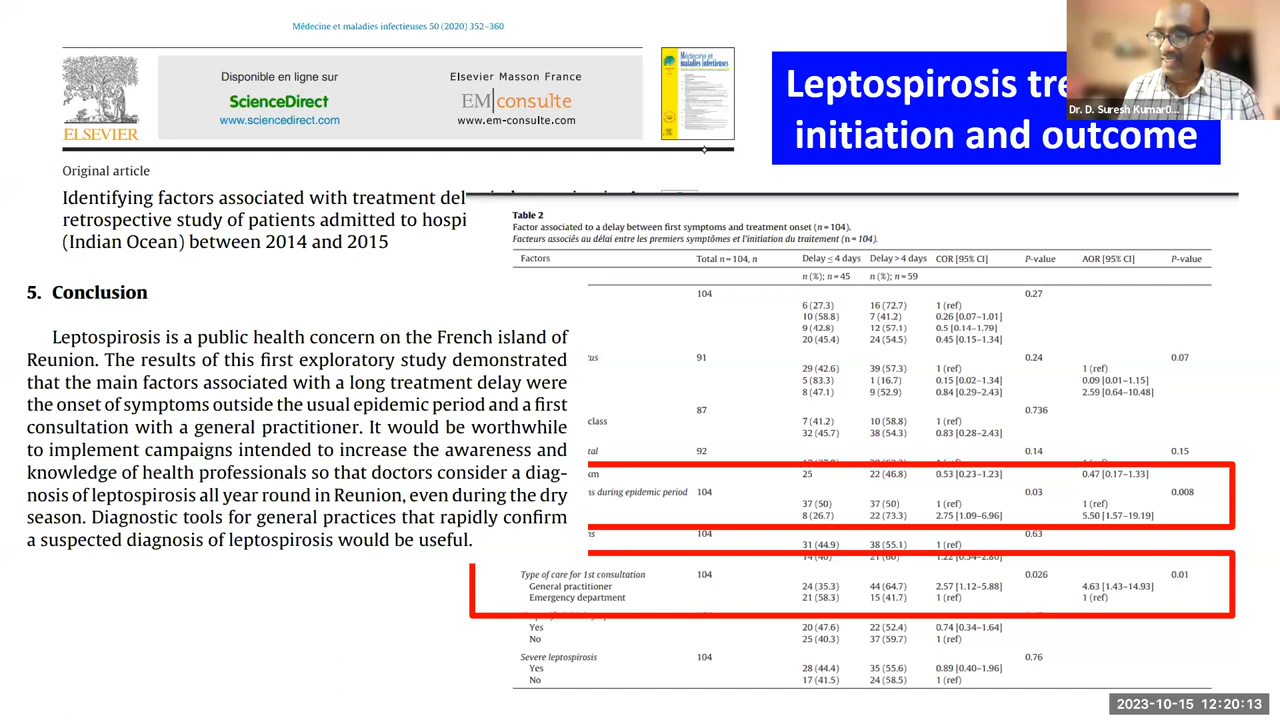 Médecine et maladies infectieuses 50 (2020) 352–360
Disponible en ligne sur
ScienceDirect
www.sciencedirect.com
Elsevier Masson France
EM|consulte
www.em-consulte.com
ELSEVIER
Médecine et
maladies infectieuses
Leptospirosis
initiation and outcome
Dr. D. Suresh Kumar0...
Original article
Identifying factors associated with treatment del
retrospective study of patients admitted to hospi
(Indian Ocean) between 2014 and 2015
5. Conclusion
Leptospirosis is a public health concern on the French island of
Reunion. The results of this first exploratory study demonstrated
that the main factors associated with a long treatment delay were
the onset of symptoms outside the usual epidemic period and a first
consultation with a general practitioner. It would be worthwhile
to implement campaigns intended to increase the awareness and
knowledge of health professionals so that doctors consider a diag-
nosis of leptospirosis all year round in Reunion, even during the dry
season. Diagnostic tools for general practices that rapidly confirm
a suspected diagnosis of leptospirosis would be useful.
Table 2
Factor associated to a delay between first symptoms and treatment onset (n = 104).
Facteurs associés au délai entre les premiers symptômes et l'initiation du traitement (n = 104).
Factors Total n = 104, n Delay ≤ 4 days Delay > 4 days COR [95% CI] P-value AOR [95% CI] P-value
n (%); n = 45 n (%); n = 59
104 0.27
6 (27.3) 16 (72.7) 1 (ref)
10 (58.8) 7 (41.2) 0.26 [0.07–1.01]
9 (42.8) 12 (57.1) 0.5 [0.14–1.79]
20 (45.4) 24 (54.5) 0.45 [0.15–1.34]
tus 91 0.24 0.07
29 (42.6) 39 (57.3) 1 (ref) 1 (ref)
5 (83.3) 1 (16.7) 0.15 [0.02–1.34] 0.09 [0.01–1.15]
8 (47.1) 9 (52.9) 0.84 [0.29–2.43] 2.59 [0.64–10.48]
87 0.736
class 7 (41.2) 10 (58.8) 1 (ref)
32 (45.7) 38 (54.3) 0.83 [0.28–2.43]
tal 92 0.14 0.15
km 25 22 (46.8) 0.53 [0.23–1.23] 0.47 [0.17–1.33]
ns during epidemic period 104 0.03 0.008
37 (50) 37 (50) 1 (ref) 1 (ref)
8 (26.7) 22 (73.3) 2.75 [1.09–6.96] 5.50 [1.57–19.19]
ns 104 0.63
31 (44.9) 38 (55.1) 1 (ref)
14 (40) 21 (60) 1.22 [0.54–2.80]
Type of care for 1st consultation 104 0.026 0.01
General practitioner 24 (35.3) 44 (64.7) 2.57 [1.12–5.88] 4.63 [1.43–14.93]
Emergency department 21 (58.3) 15 (41.7) 1 (ref) 1 (ref)
Yes 20 (47.6) 22 (52.4) 0.74 [0.34–1.64]
No 25 (40.3) 37 (59.7) 1 (ref)
Severe leptospirosis 104 0.76
Yes 28 (44.4) 35 (55.6) 0.89 [0.40–1.96]
No 17 (41.5) 24 (58.5) 1 (ref)
2023-10-15 12:20:13